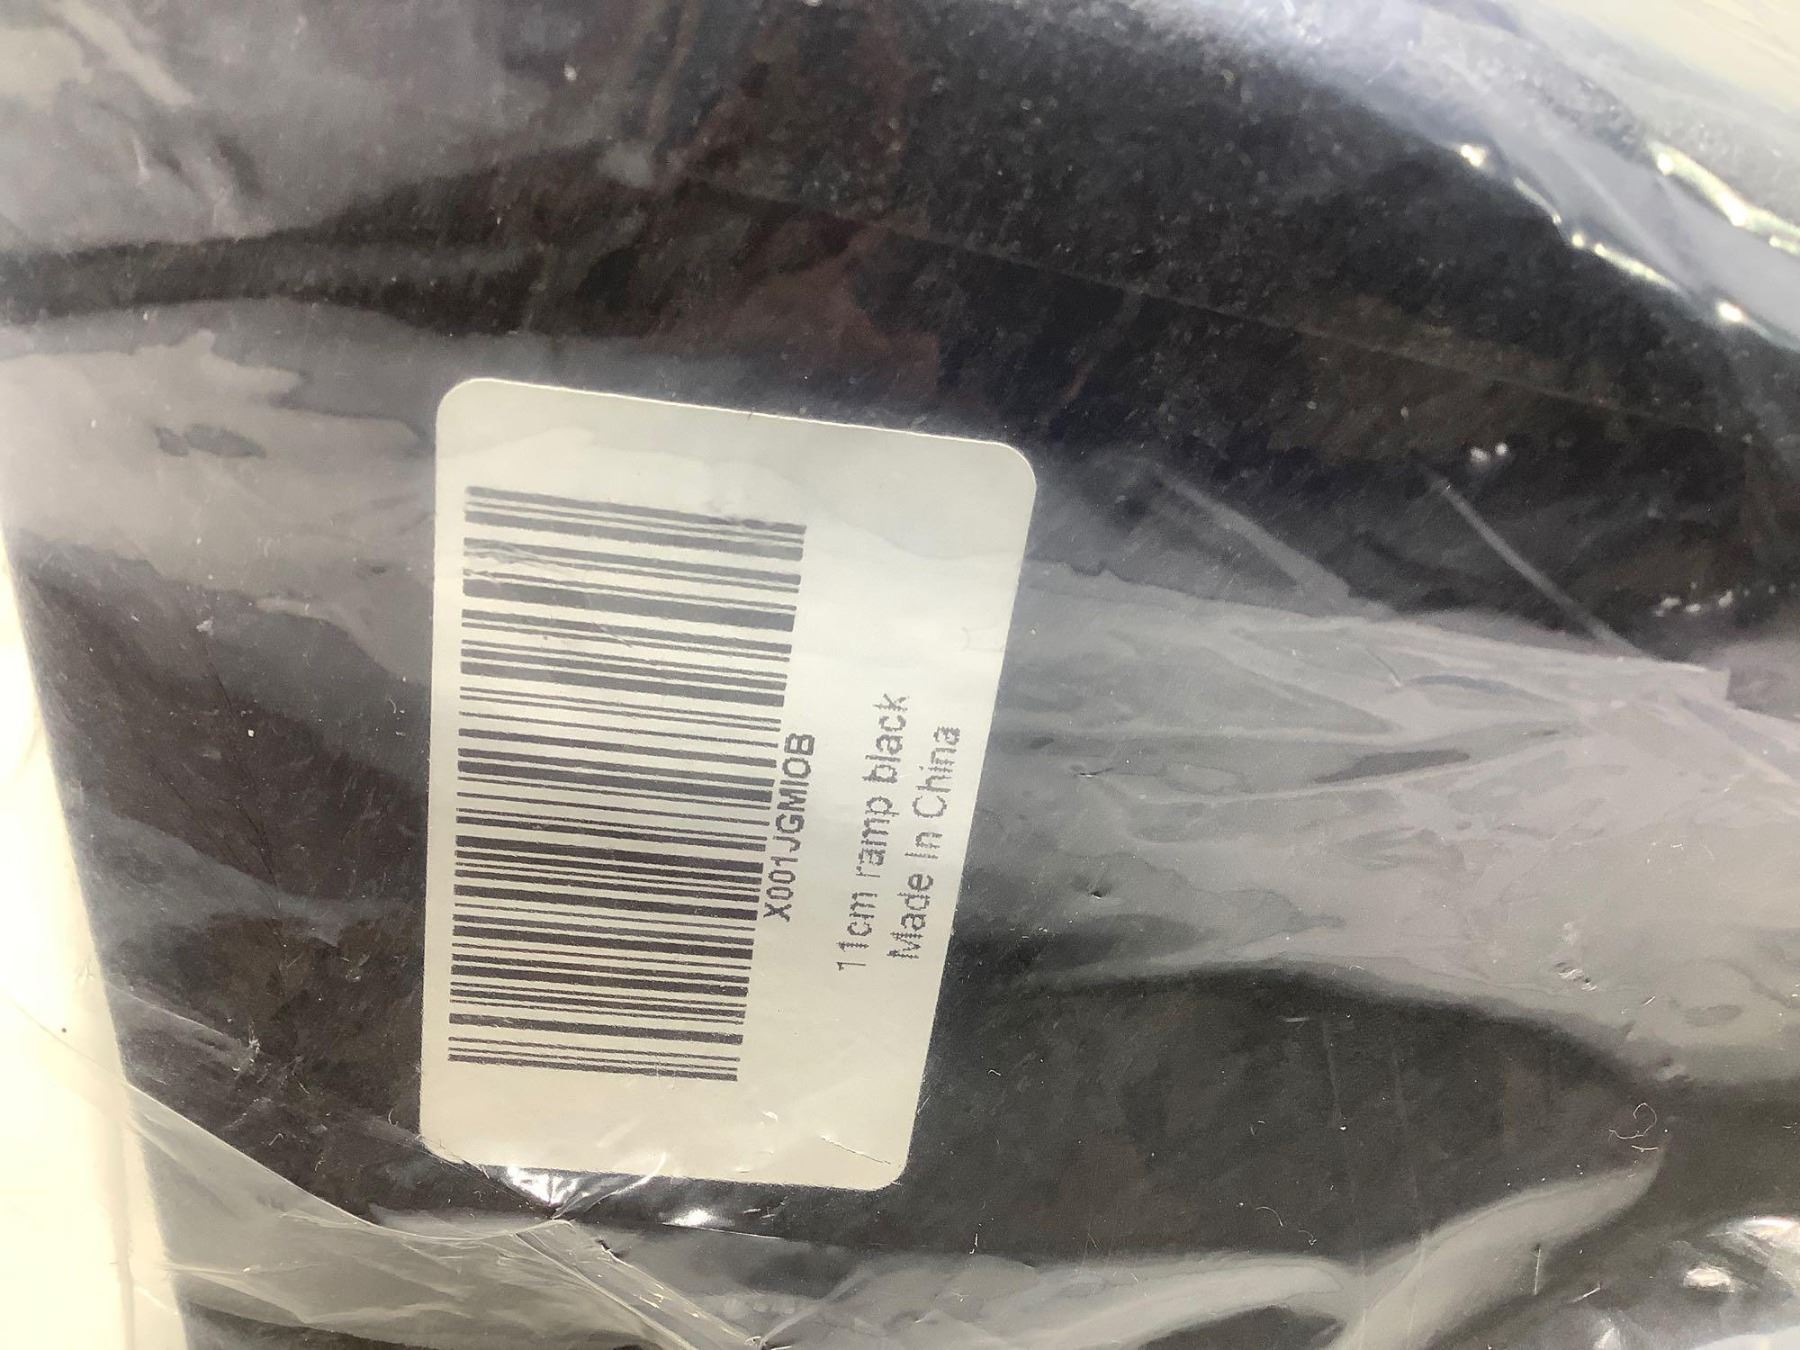 X001JGMIOB
11cm ramp black
Made In China